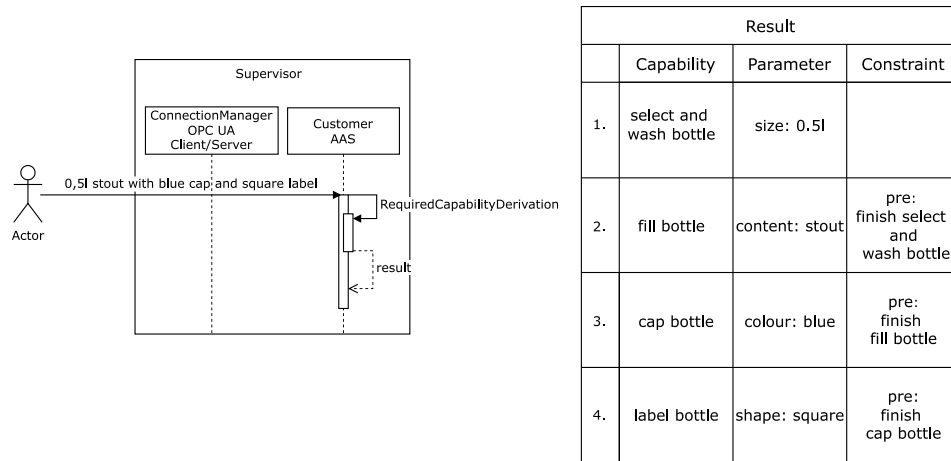 Supervisor
ConnectionManager
OPC UA
Client/Server
Customer
AAS
0,5l stout with blue cap and square label
RequiredCapabilityDerivation
result
Actor
Result
Capability Parameter Constraint
1. select and
wash bottle
size: 0.5l
2. fill bottle content: stout
pre:
finish select
and
wash bottle
3. cap bottle colour: blue
pre:
finish
fill bottle
4. label bottle shape: square
pre:
finish
cap bottle